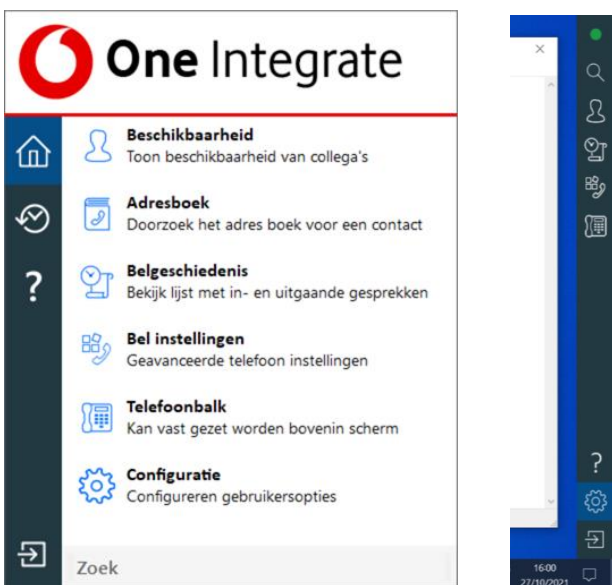 One Integrate
Beschikbaarheid
Toon beschikbaarheid van collega's
Adresboek
Doorzoek het adres boek voor een contact
Belgeschiedenis
Bekijk lijst met in- en uitgaande gesprekken
Bel instellingen
Geavanceerde telefoon instellingen
Telefoonbalk
Kan vast gezet worden bovenin scherm
Configuratie
Configureren gebruikersopties
?
Zoek
?
16:00
27/10/2021